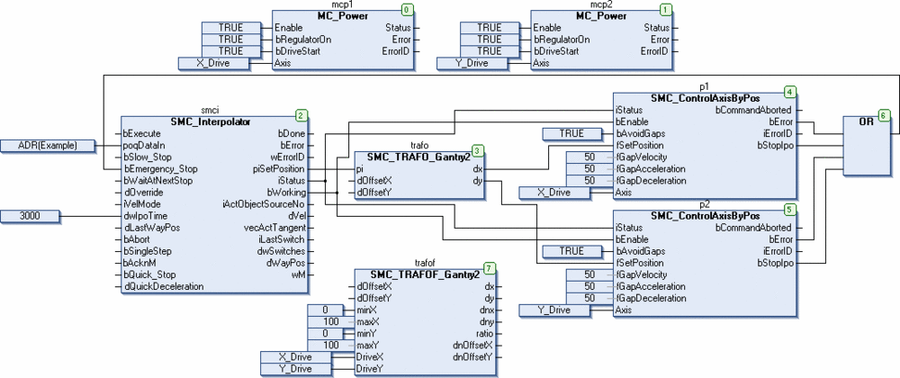 mcp1
0
MC_Power
TRUE Enable Status
TRUE bRegulatorOn Error
TRUE bDriveStart ErrorID
X_Drive Axis
mcp2
1
MC_Power
TRUE Enable Status
TRUE bRegulatorOn Error
TRUE bDriveStart ErrorID
Y_Drive Axis
smci
2
SMC_Interpolator
bExecute bDone
ADR(Example) poqDataIn bError
bSlow_Stop wErrorID
bEmergency_Stop piSetPosition
bWaitAtNextStop iStatus
dOverride bWorking
iVelMode iActObjectSourceNo
3000 dwIpoTime dVel
dLastWayPos vecActTangent
bAbort iLastSwitch
bSingleStep dwSwitches
bAcknM dWayPos
bQuick_Stop wM
dQuickDeceleration
trafo
3
SMC_TRAFO_Gantry2
pi dx
dOffsetX dy
dOffsetY
p1
4
SMC_ControlAxisByPos
iStatus bCommandAborted
bEnable bError
TRUE bAvoidGaps iErrorID
fSetPosition bStopIpo
50 fGapVelocity
50 fGapAcceleration
50 fGapDeceleration
X_Drive Axis
6
OR
p2
5
SMC_ControlAxisByPos
iStatus bCommandAborted
bEnable bError
TRUE bAvoidGaps iErrorID
fSetPosition bStopIpo
50 fGapVelocity
50 fGapAcceleration
50 fGapDeceleration
Y_Drive Axis
trafof
7
SMC_TRAFOF_Gantry2
dOffsetX dx
dOffsetY dy
0 minX dnx
100 maxX dny
0 minY ratio
100 maxY dnOffsetX
X_Drive DriveX dnOffsetY
Y_Drive DriveY